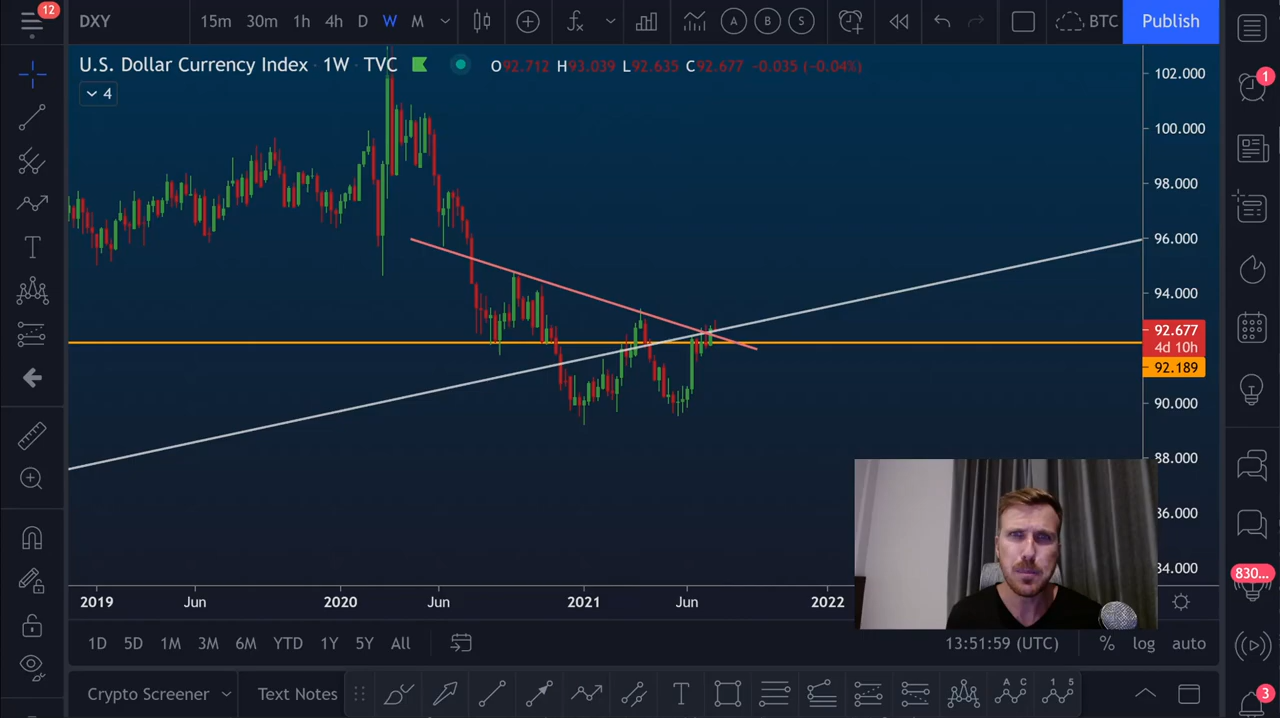 12
DXY 15m 30m 1h 4h D W M A B S BTC Publish
U.S. Dollar Currency Index · 1W · TVC O92.712 H93.039 L92.635 C92.677 -0.035 (-0.04%)
4
102.000
100.000
98.000
96.000
94.000
92.677
4d 10h
92.189
90.000
88.000
86.000
84.000
2019 Jun 2020 Jun 2021 Jun 2022
1D 5D 1M 3M 6M YTD 1Y 5Y All 13:51:59 (UTC) % log auto
Crypto Screener Text Notes T A C 1 5
1
830...
3